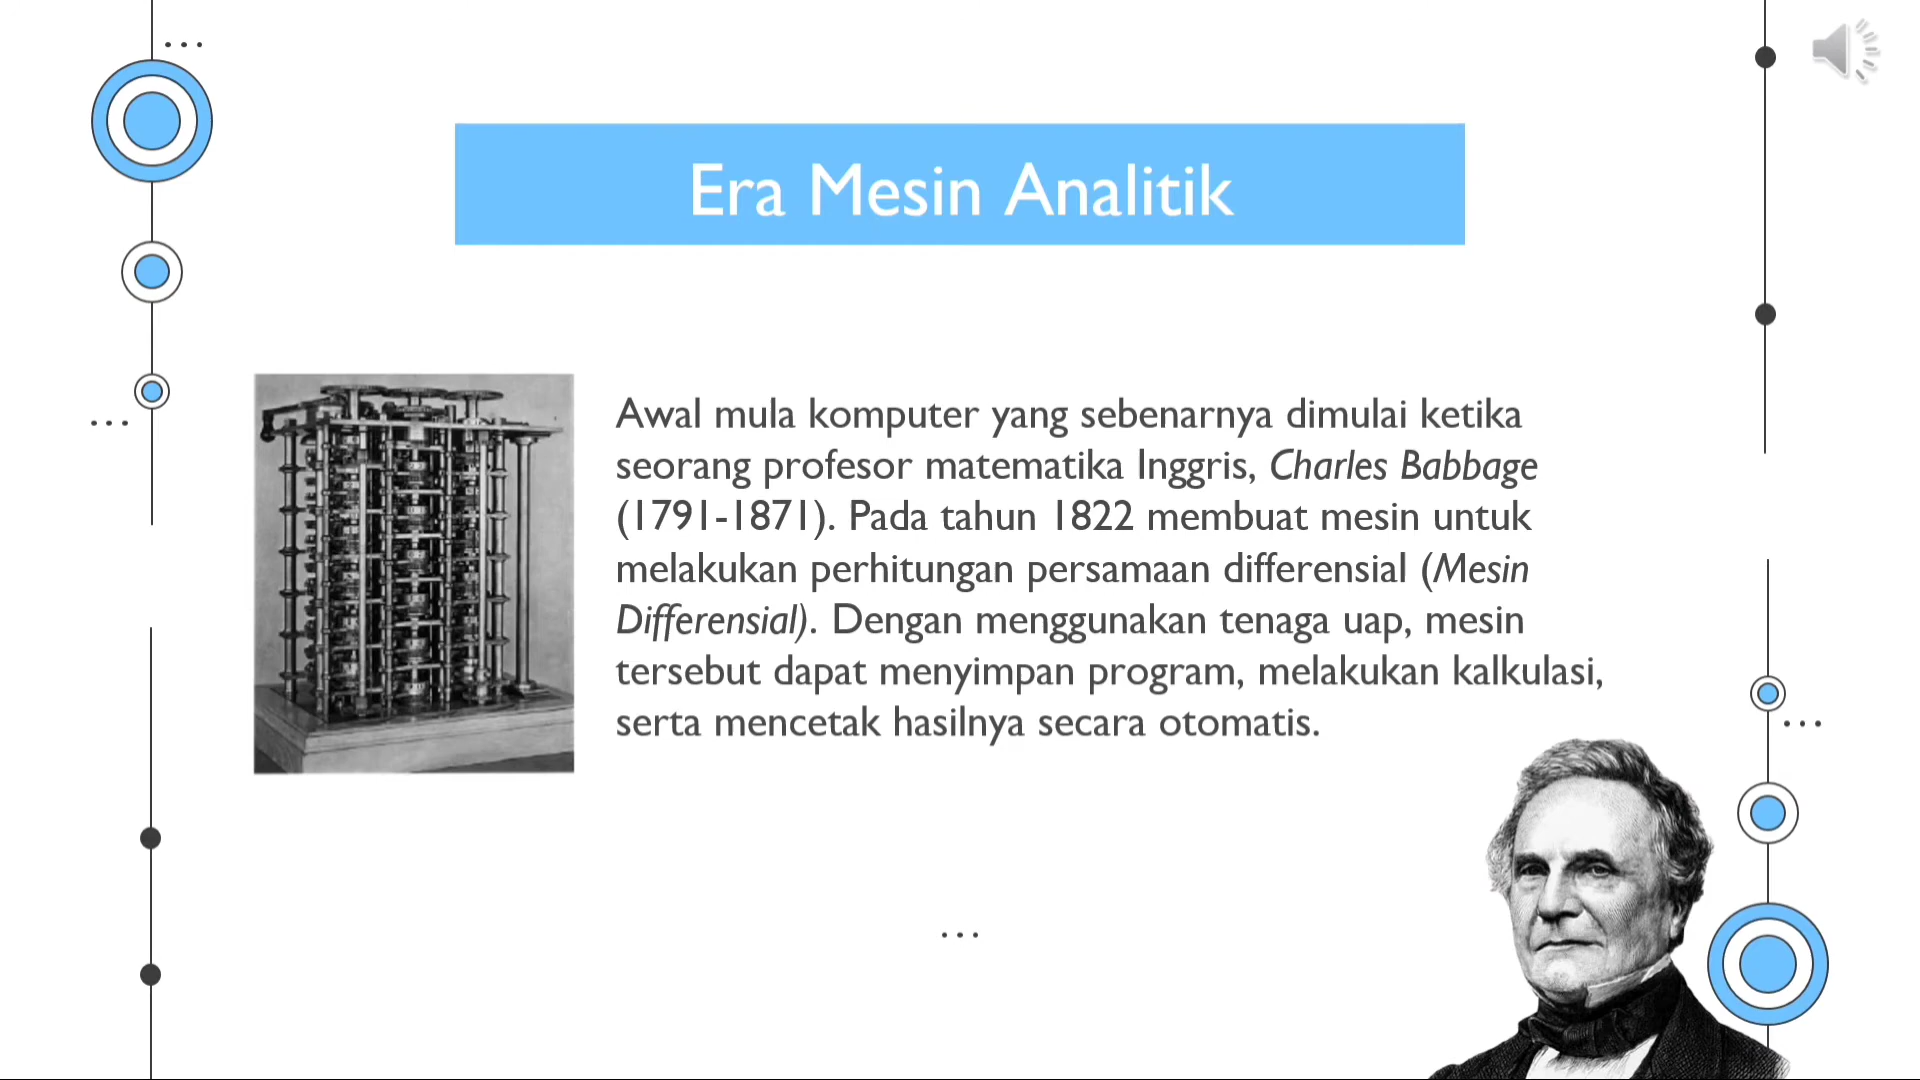 Era Mesin Analitik
Awal mula komputer yang sebenarnya dimulai ketika
seorang profesor matematika Inggris, Charles Babbage
(1791-1871). Pada tahun 1822 membuat mesin untuk
melakukan perhitungan persamaan differensial (Mesin
Differensial). Dengan menggunakan tenaga uap, mesin
tersebut dapat menyimpan program, melakukan kalkulasi,
serta mencetak hasilnya secara otomatis.